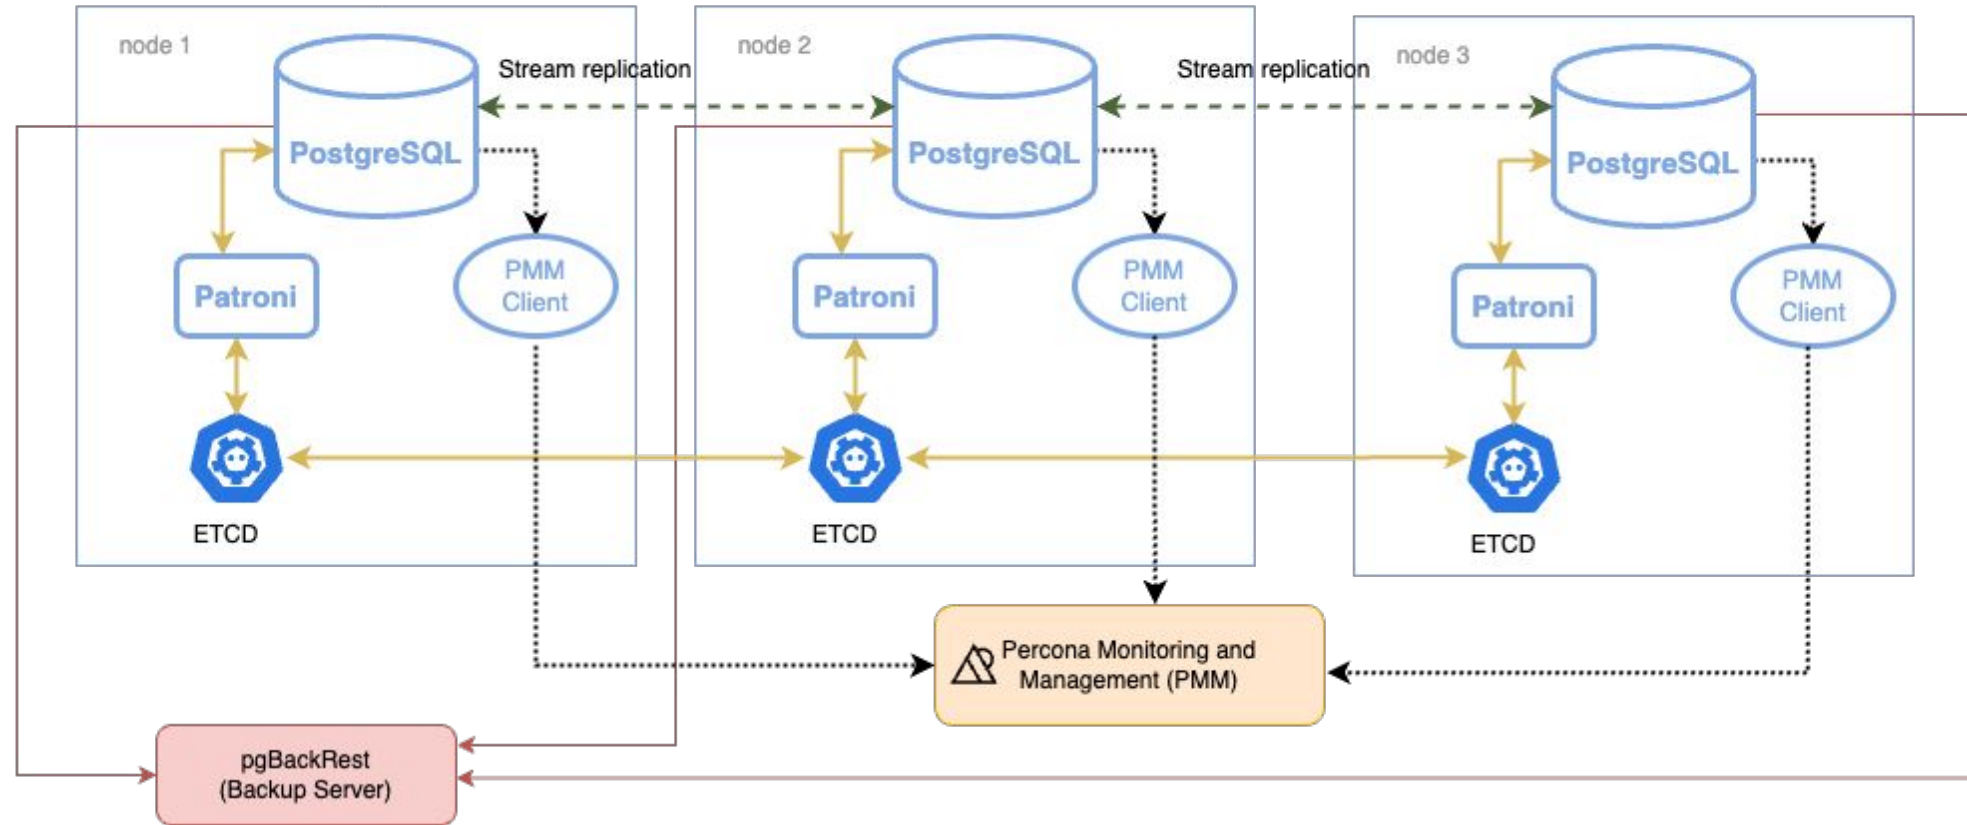 node 1
Stream replication
PostgreSQL
Patroni
PMM
Client
ETCD
node 2
Stream replication
PostgreSQL
Patroni
PMM
Client
ETCD
node 3
PostgreSQL
Patroni
PMM
Client
ETCD
Percona Monitoring and
Management (PMM)
pgBackRest
(Backup Server)